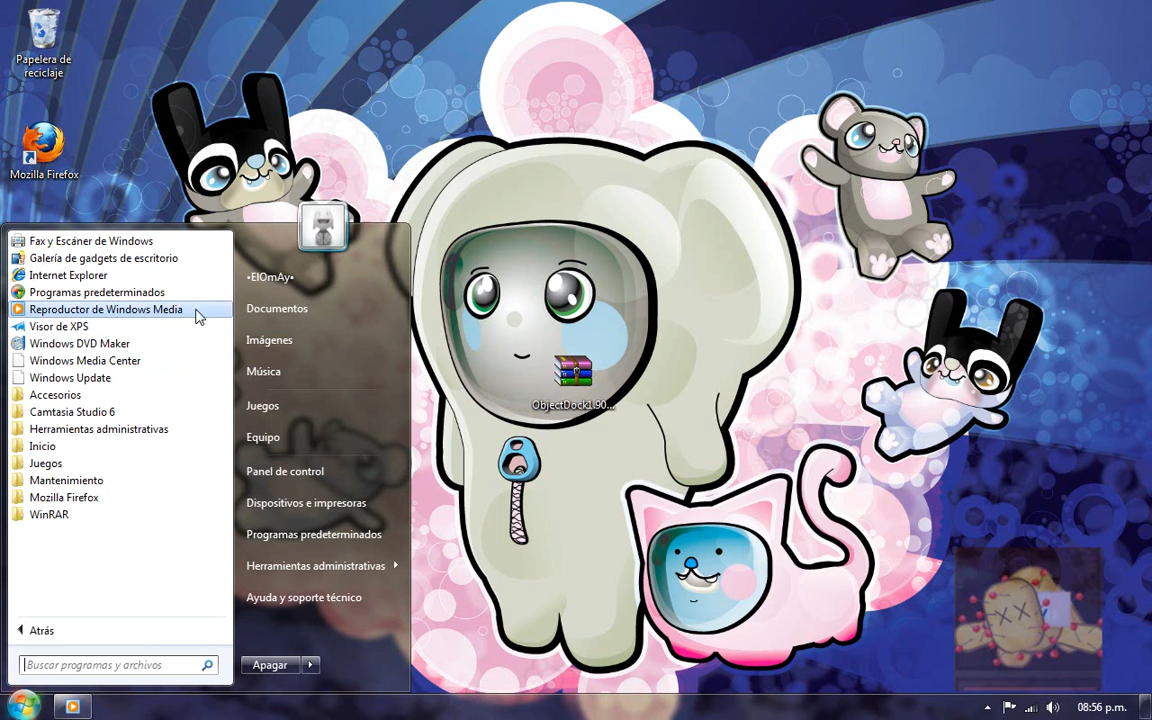 Papelera de
reciclaje
Mozilla Firefox
Fax y Escáner de Windows
Galería de gadgets de escritorio
Internet Explorer
Programas predeterminados
Reproductor de Windows Media
Visor de XPS
Windows DVD Maker
Windows Media Center
Windows Update
Accesorios
Camtasia Studio 6
Herramientas administrativas
Inicio
Juegos
Mantenimiento
Mozilla Firefox
WinRAR
Atrás
Buscar programas y archivos
•ElOmAy•
Documentos
Imágenes
Música
Juegos
Equipo
Panel de control
Dispositivos e impresoras
Programas predeterminados
Herramientas administrativas
Ayuda y soporte técnico
Apagar
ObjectDock1.90...
08:56 p.m.